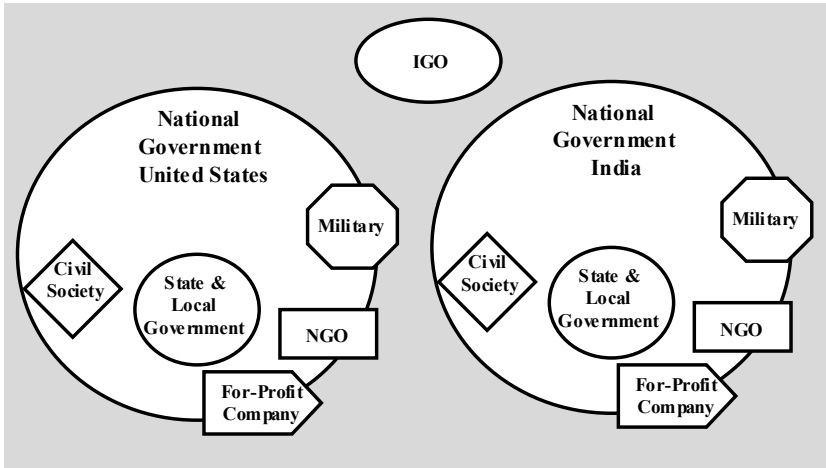 IGO
National
Government
United States
Military
Civil
Society
State &
Local
Government
NGO
For-Profit
Company
National
Government
India
Military
Civil
Society
State &
Local
Government
NGO
For-Profit
Company